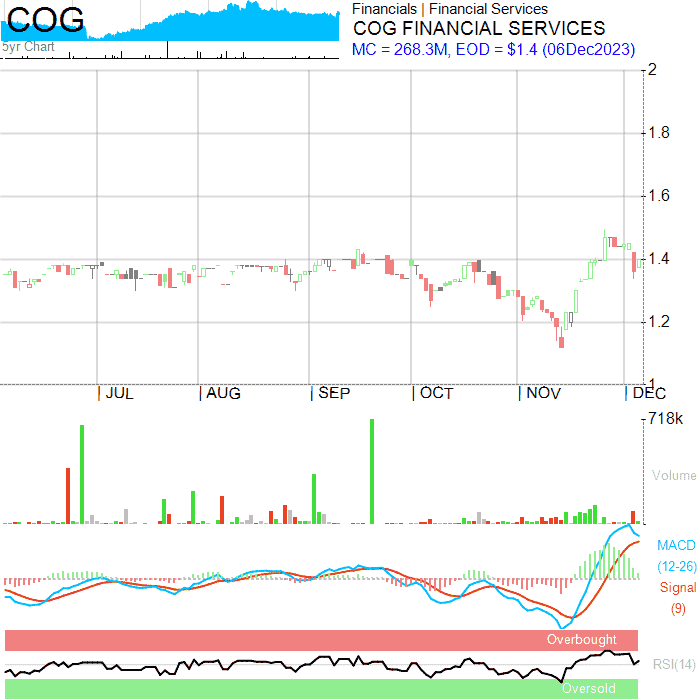 COG
5yr Chart
Financials | Financial Services
COG FINANCIAL SERVICES
MC = 268.3M, EOD = $1.4 (06Dec2023)
2
1.8
1.6
1.4
1.2
1
| JUL
| AUG
| SEP
| OCT
| NOV
| DEC
718k
Volume
MACD
(12-26)
Signal
(9)
Overbought
RSI(14)
Oversold